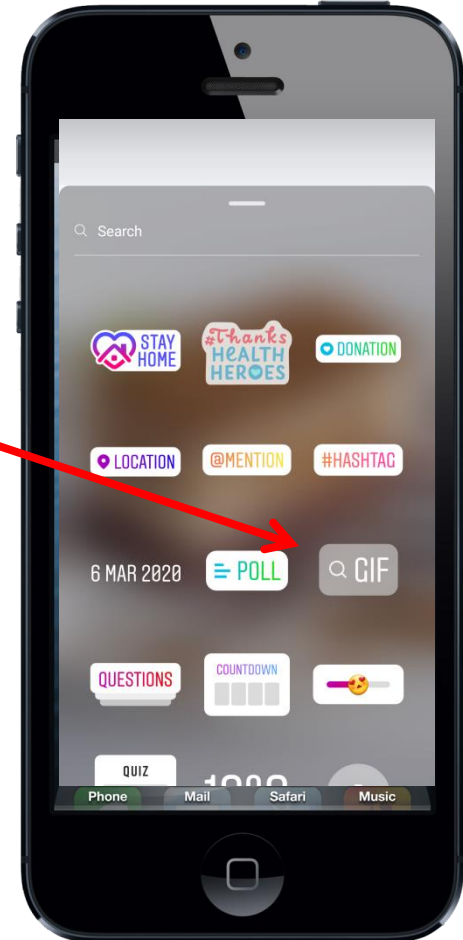 Search
STAY
HOME
#Thanks
HEALTH
HEROES
DONATION
LOCATION
@MENTION
#HASHTAG
6 MAR 2020
POLL
GIF
QUESTIONS
COUNTDOWN
QUIZ
Phone Mail Safari Music